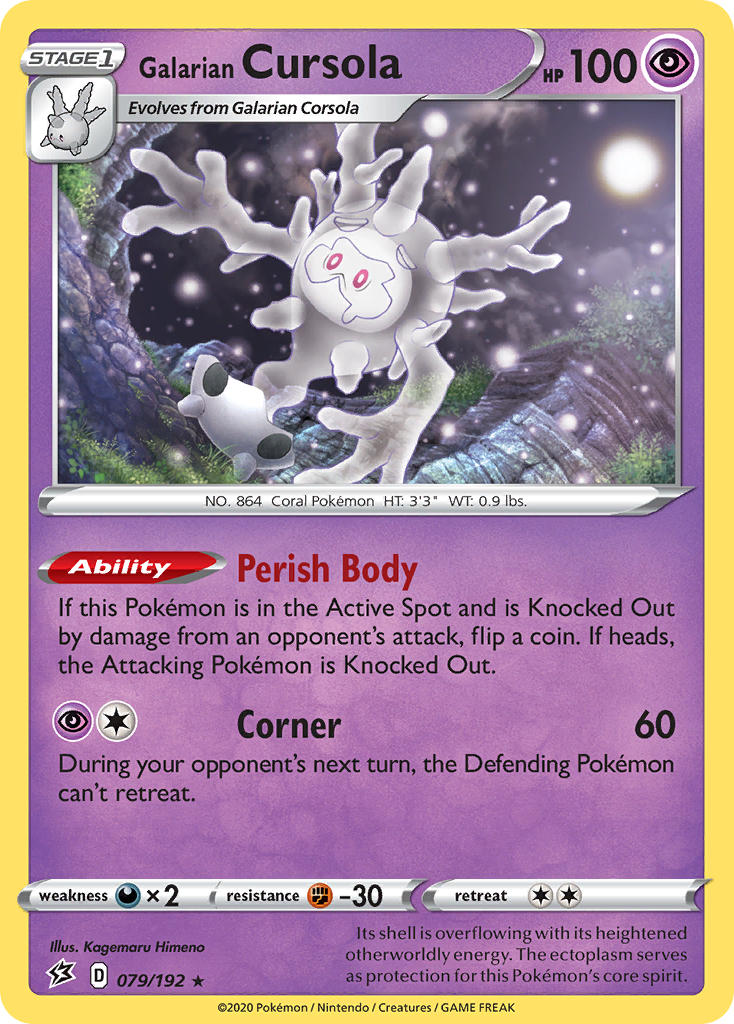 STAGE1
Galarian Cursola
HP 100
Evolves from Galarian Corsola
NO. 864 Coral Pokémon HT: 3'3" WT: 0.9 lbs.
Ability Perish Body
If this Pokémon is in the Active Spot and is Knocked Out
by damage from an opponent's attack, flip a coin. If heads,
the Attacking Pokémon is Knocked Out.
Corner 60
During your opponent's next turn, the Defending Pokémon
can't retreat.
weakness ×2 resistance -30 retreat
Illus. Kagemaru Himeno
Its shell is overflowing with its heightened
otherworldly energy. The ectoplasm serves
as protection for this Pokémon's core spirit.
D 079/192 ★
©2020 Pokémon / Nintendo / Creatures / GAME FREAK